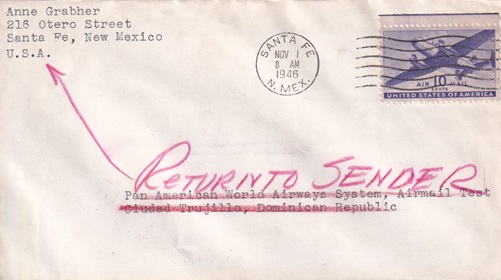 Anne Grabher
216 Otero Street
Santa Fe, New Mexico
U.S.A.
SANTA FE
NOV 1
8 AM
1946
N. MEX.
AIR 10 MAIL
CENTS
UNITED STATES OF AMERICA
RETURN TO SENDER
Pan American World Airways System, Airmail Test
Ciudad Trujillo, Dominican Republic